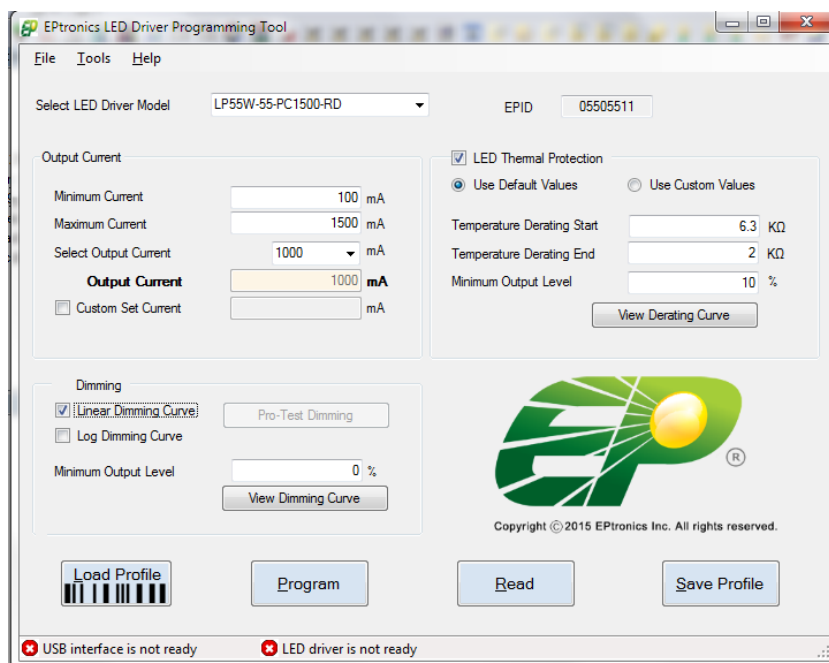 EPtronics LED Driver Programming Tool
File Tools Help
Select LED Driver Model LP55W-55-PC1500-RD EPID 05505511
Output Current
Minimum Current 100 mA
Maximum Current 1500 mA
Select Output Current 1000 mA
Output Current 1000 mA
Custom Set Current mA
LED Thermal Protection
Use Default Values Use Custom Values
Temperature Derating Start 6.3 KΩ
Temperature Derating End 2 KΩ
Minimum Output Level 10 %
View Derating Curve
Dimming
Linear Dimming Curve Pro-Test Dimming
Log Dimming Curve
Minimum Output Level 0 %
View Dimming Curve
EP
®
Copyright ©2015 EPtronics Inc. All rights reserved.
Load Profile Program Read Save Profile
USB interface is not ready LED driver is not ready